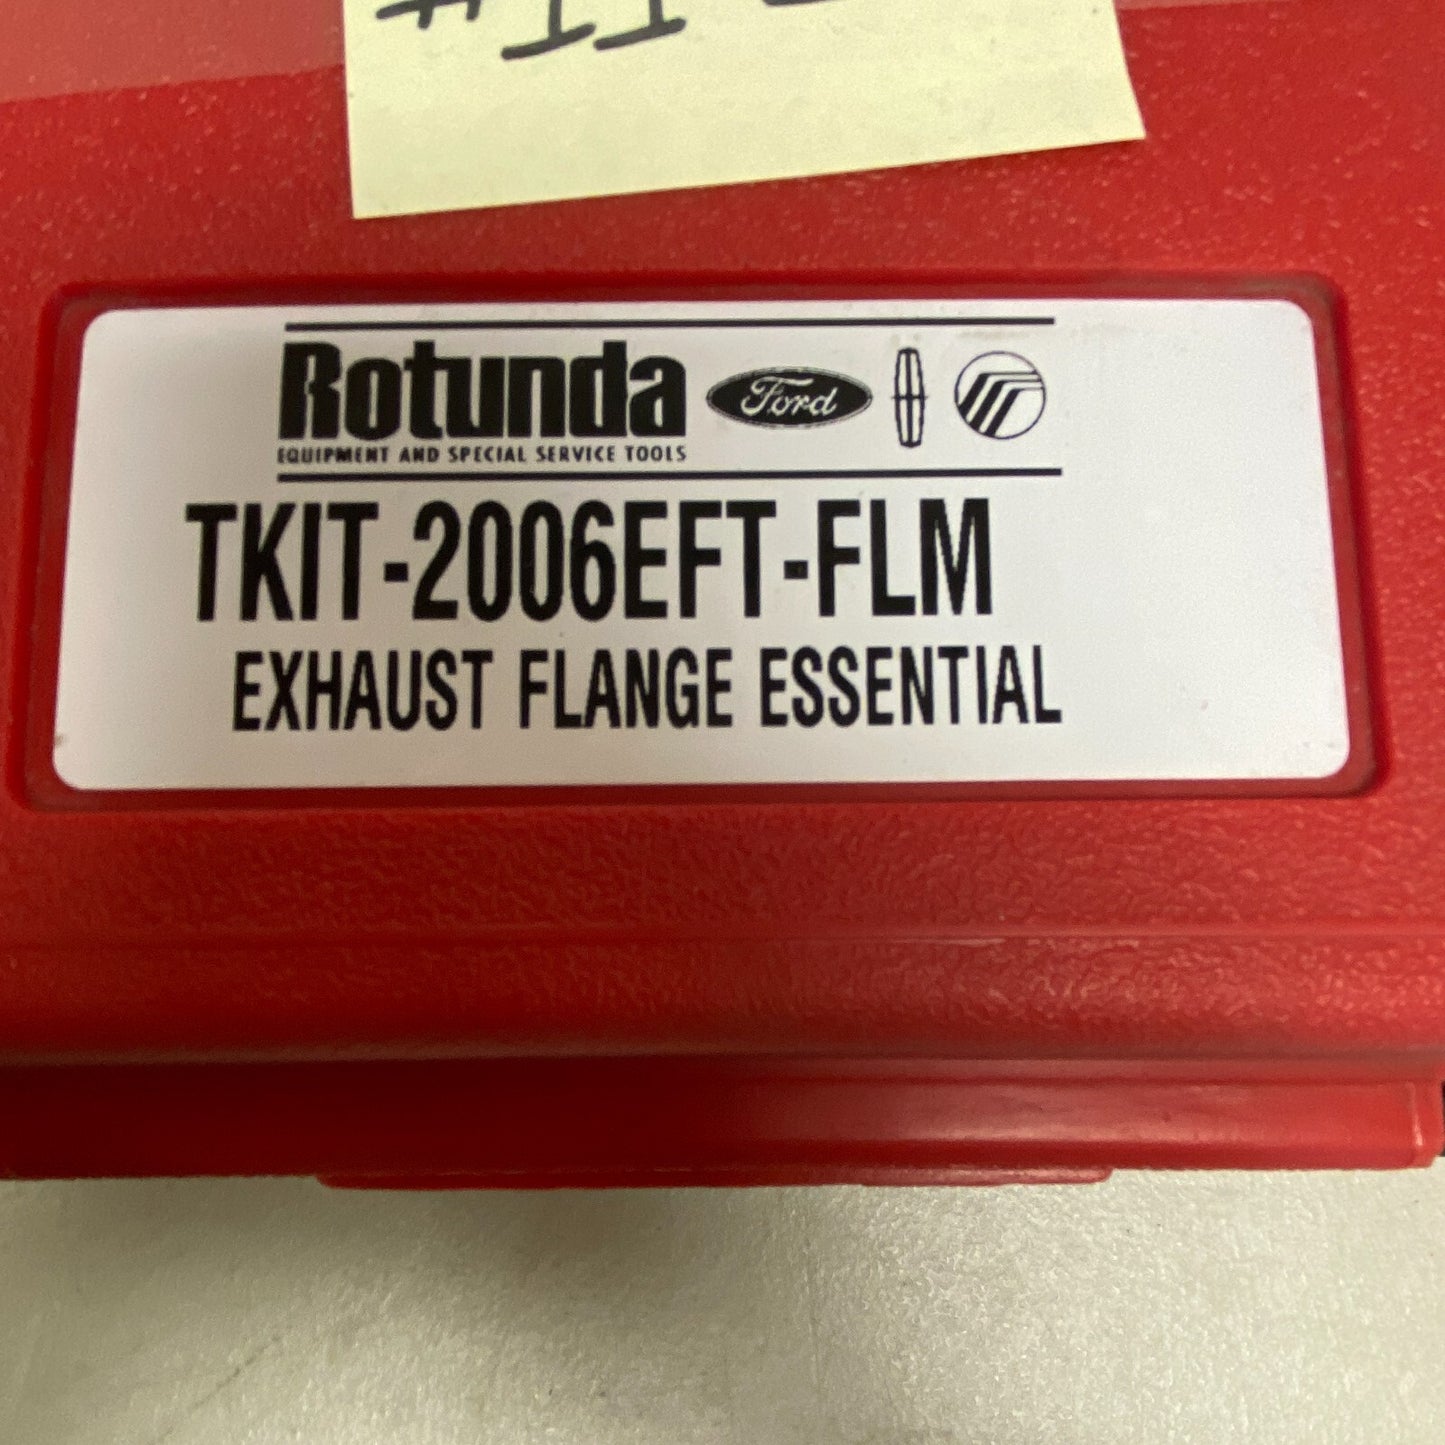 Rotunda Ford
EQUIPMENT AND SPECIAL SERVICE TOOLS
TKIT-2006EFT-FLM
EXHAUST FLANGE ESSENTIAL